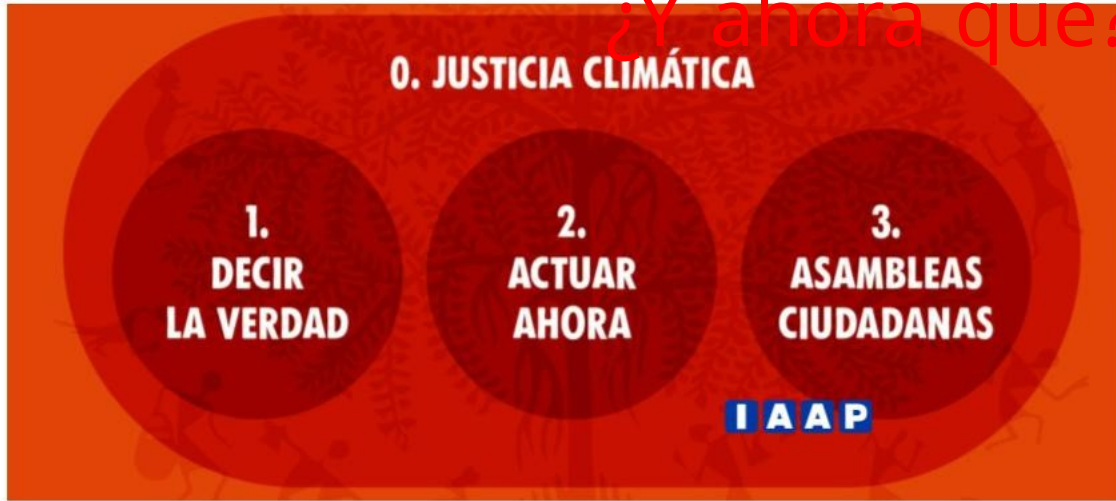 ¿Y ahora que
0. JUSTICIA CLIMÁTICA
1.
DECIR
LA VERDAD
2.
ACTUAR
AHORA
3.
ASAMBLEAS
CIUDADANAS
IAAP